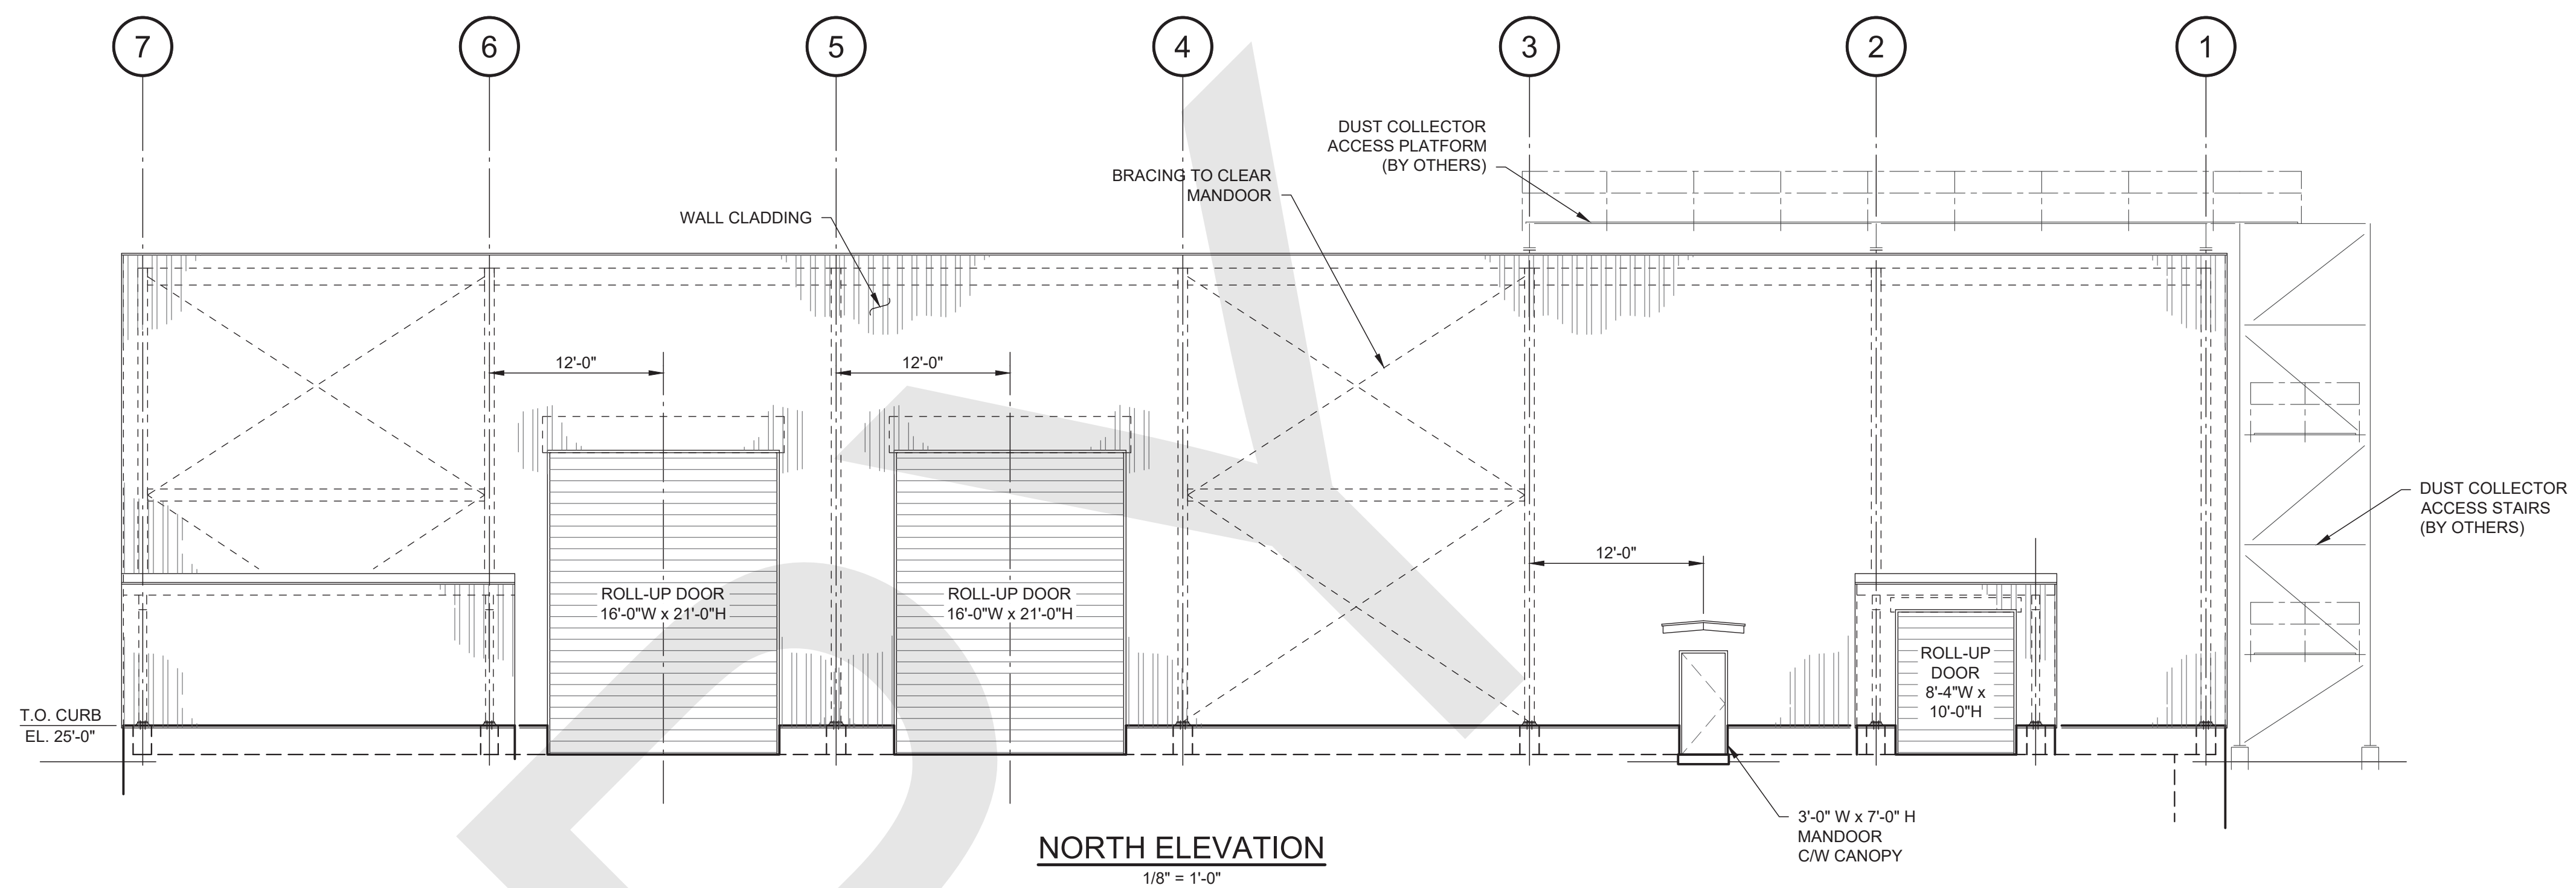 7
6
5
4
3
2
1
DUST COLLECTOR
ACCESS PLATFORM
(BY OTHERS)
BRACING TO CLEAR
MANDOOR
WALL CLADDING
12'-0"
12'-0"
DUST COLLECTOR
ACCESS STAIRS
(BY OTHERS)
12'-0"
ROLL-UP DOOR
16'-0"W x 21'-0"H
ROLL-UP DOOR
16'-0"W x 21'-0"H
ROLL-UP
DOOR
8'-4"W x
10'-0"H
T.O. CURB
EL. 25'-0"
3'-0" W x 7'-0" H
MANDOOR
C/W CANOPY
NORTH ELEVATION
1/8" = 1'-0"